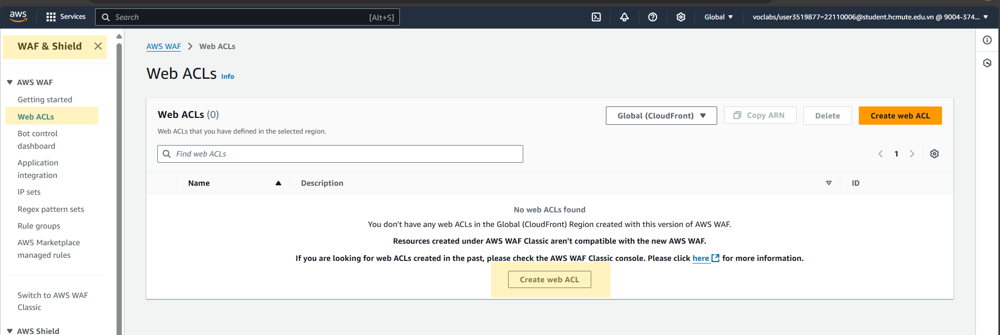 aws
Services
Search
[Alt+S]
Global
voclabs/user3519877=22110006@student.hcmute.edu.vn @ 9004-374...
WAF & Shield
AWS WAF
Getting started
Web ACLs
Bot control
dashboard
Application
integration
IP sets
Regex pattern sets
Rule groups
AWS Marketplace
managed rules
Switch to AWS WAF
Classic
AWS Shield
AWS WAF
Web ACLs
Web ACLs Info
Web ACLs (0)
Web ACLs that you have defined in the selected region.
Global (CloudFront)
Copy ARN
Delete
Create web ACL
Find web ACLs
1
Name
Description
ID
No web ACLs found
You don't have any web ACLs in the Global (CloudFront) Region created with this version of AWS WAF.
Resources created under AWS WAF Classic aren't compatible with the new AWS WAF.
If you are looking for web ACLs created in the past, please check the AWS WAF Classic console. Please click here for more information.
Create web ACL